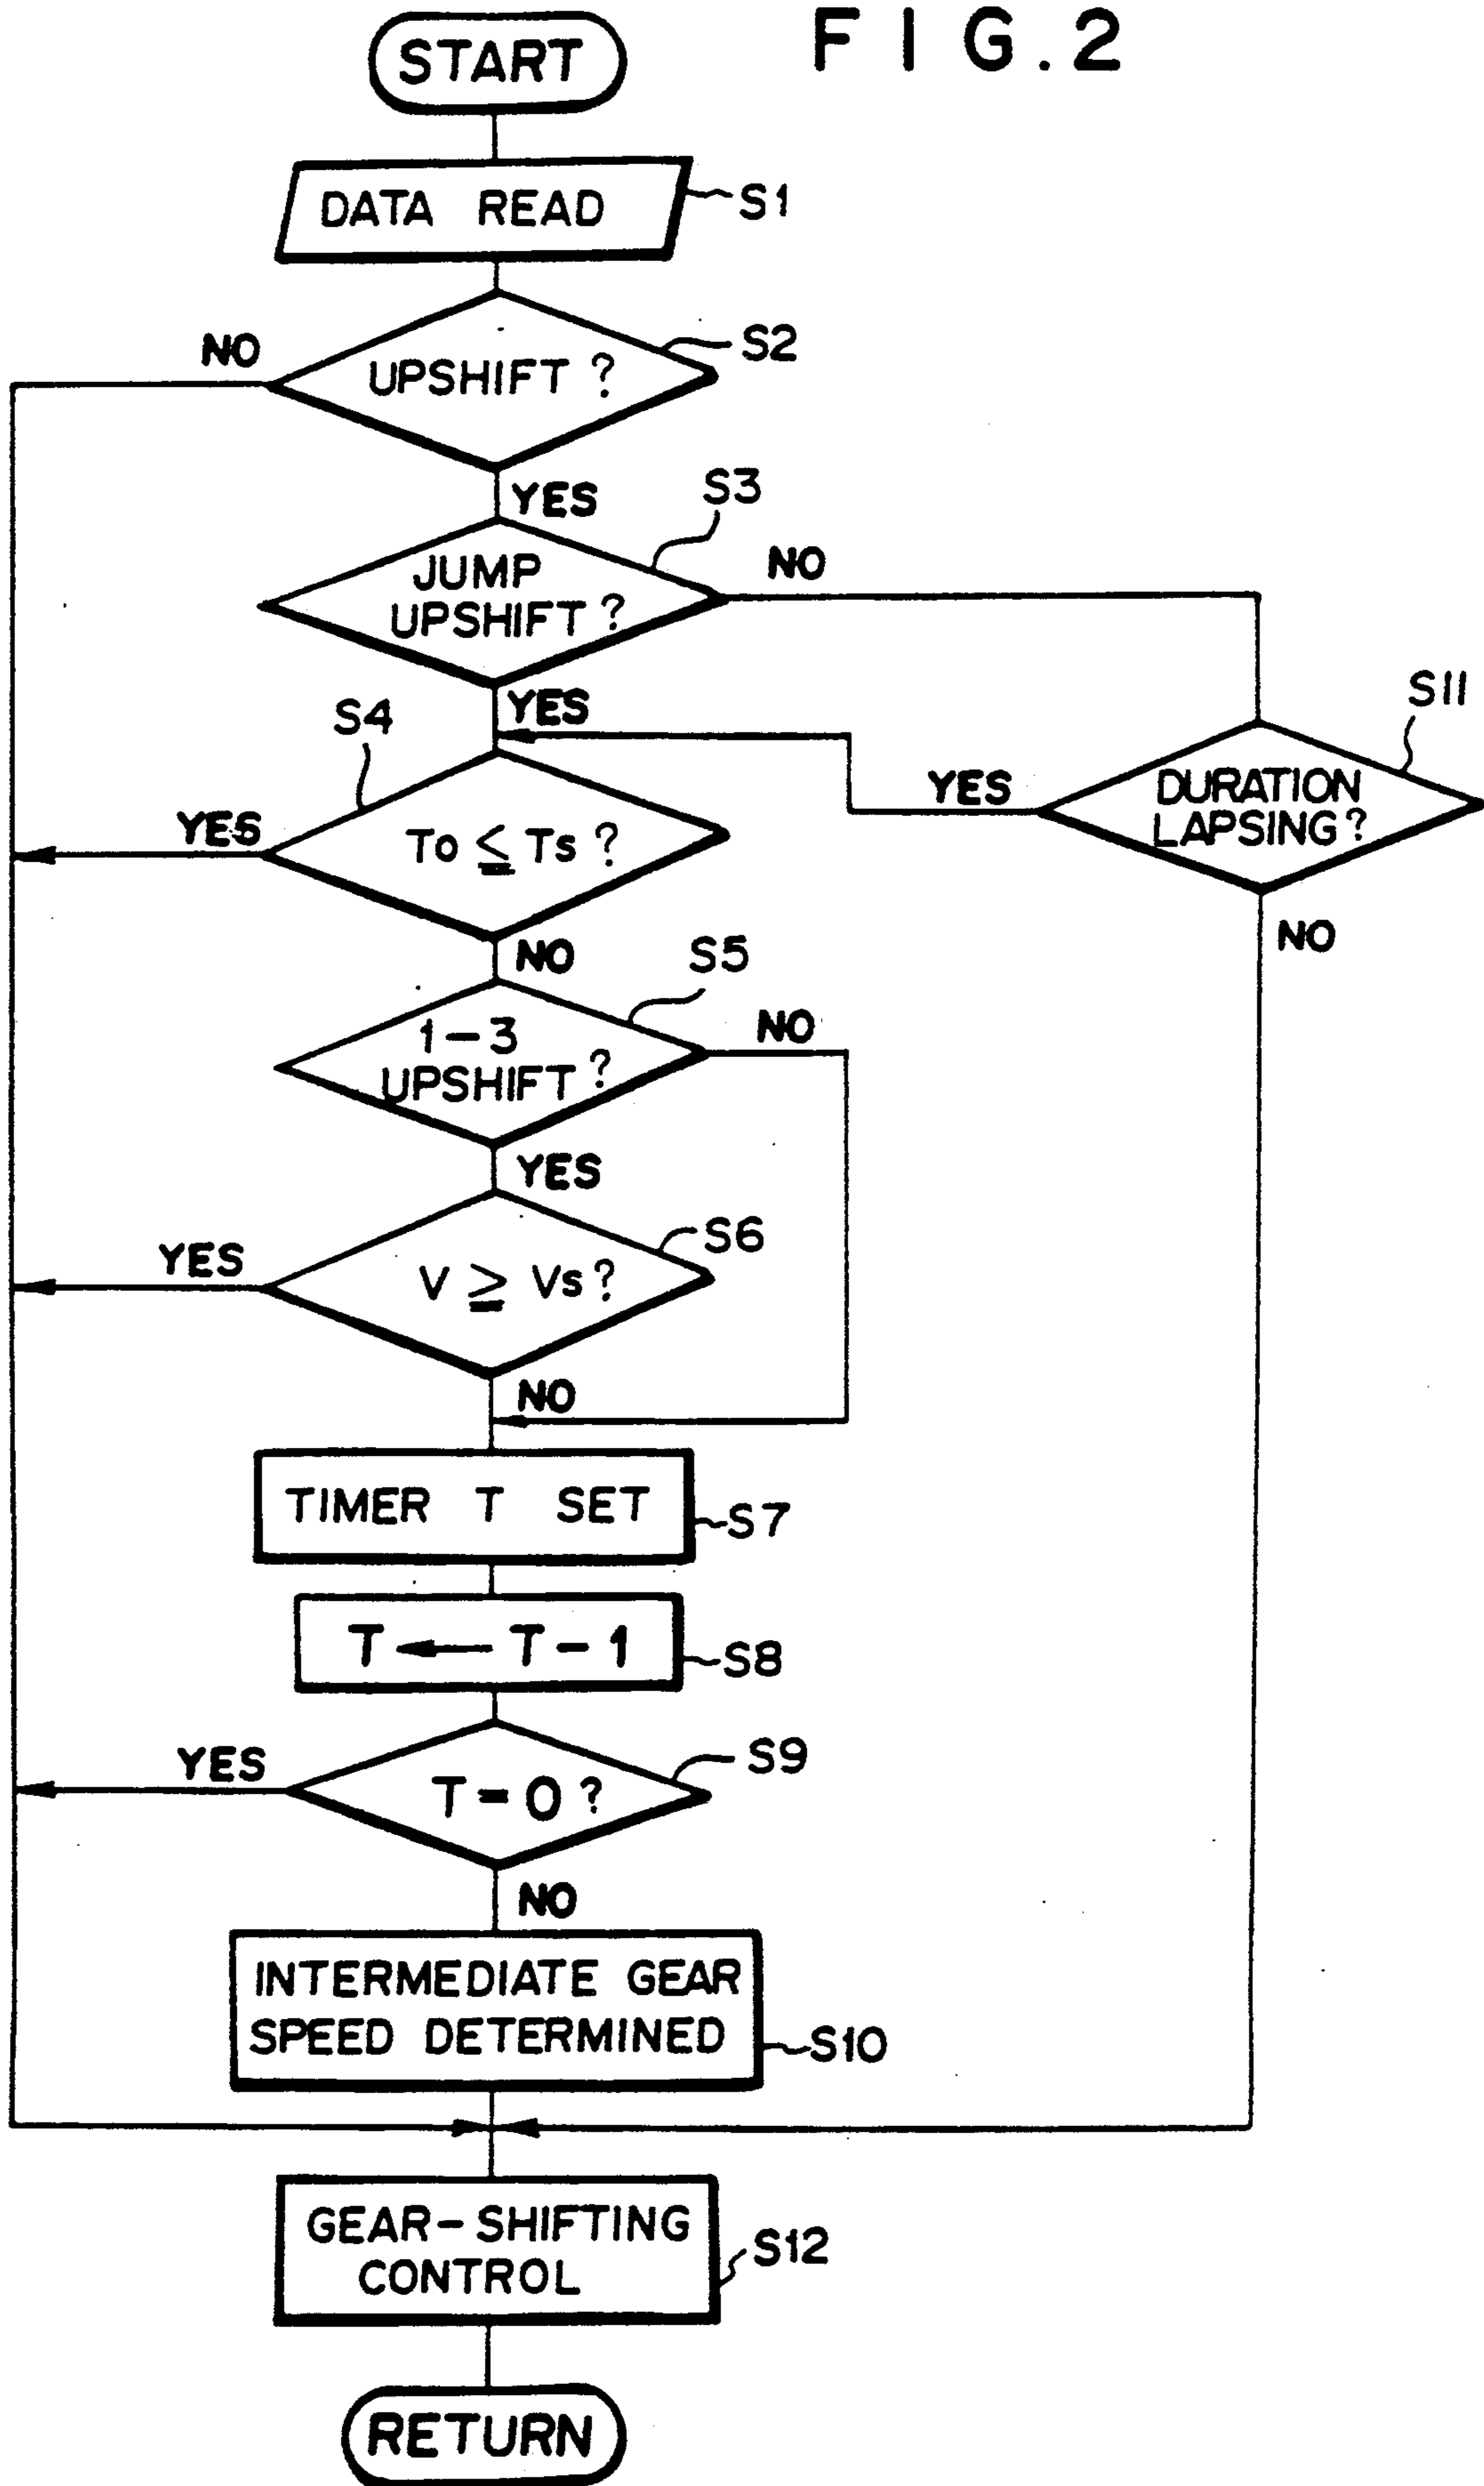 FIG.2
START
DATA READ
S1
S2
NO
UPSHIFT ?
YES
S3
JUMP
UPSHIFT ?
NO
YES
S4
S11
YES
To ≤ Ts ?
YES
DURATION
LAPSING ?
NO
NO
S5
1-3
UPSHIFT ?
NO
YES
S6
YES
V ≥ Vs ?
NO
TIMER T SET
S7
T ← T-1
S8
YES
S9
T=0 ?
NO
INTERMEDIATE GEAR
SPEED DETERMINED
S10
GEAR-SHIFTING
CONTROL
S12
RETURN